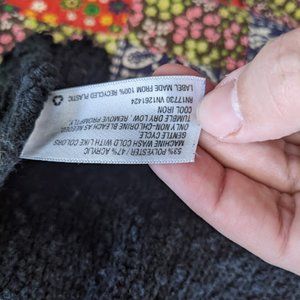 53% POLYESTER / 47% ACRYLIC
MACHINE WASH COLD WITH LIKE COLORS
GENTLE CYCLE
ONLY NON-CHLORINE BLEACH AS NEEDED
TUMBLE DRY LOW. REMOVE PROMPTLY.
COOL IRON
RN17730 VN1261424
LABEL MADE FROM 100% RECYCLED PLASTIC